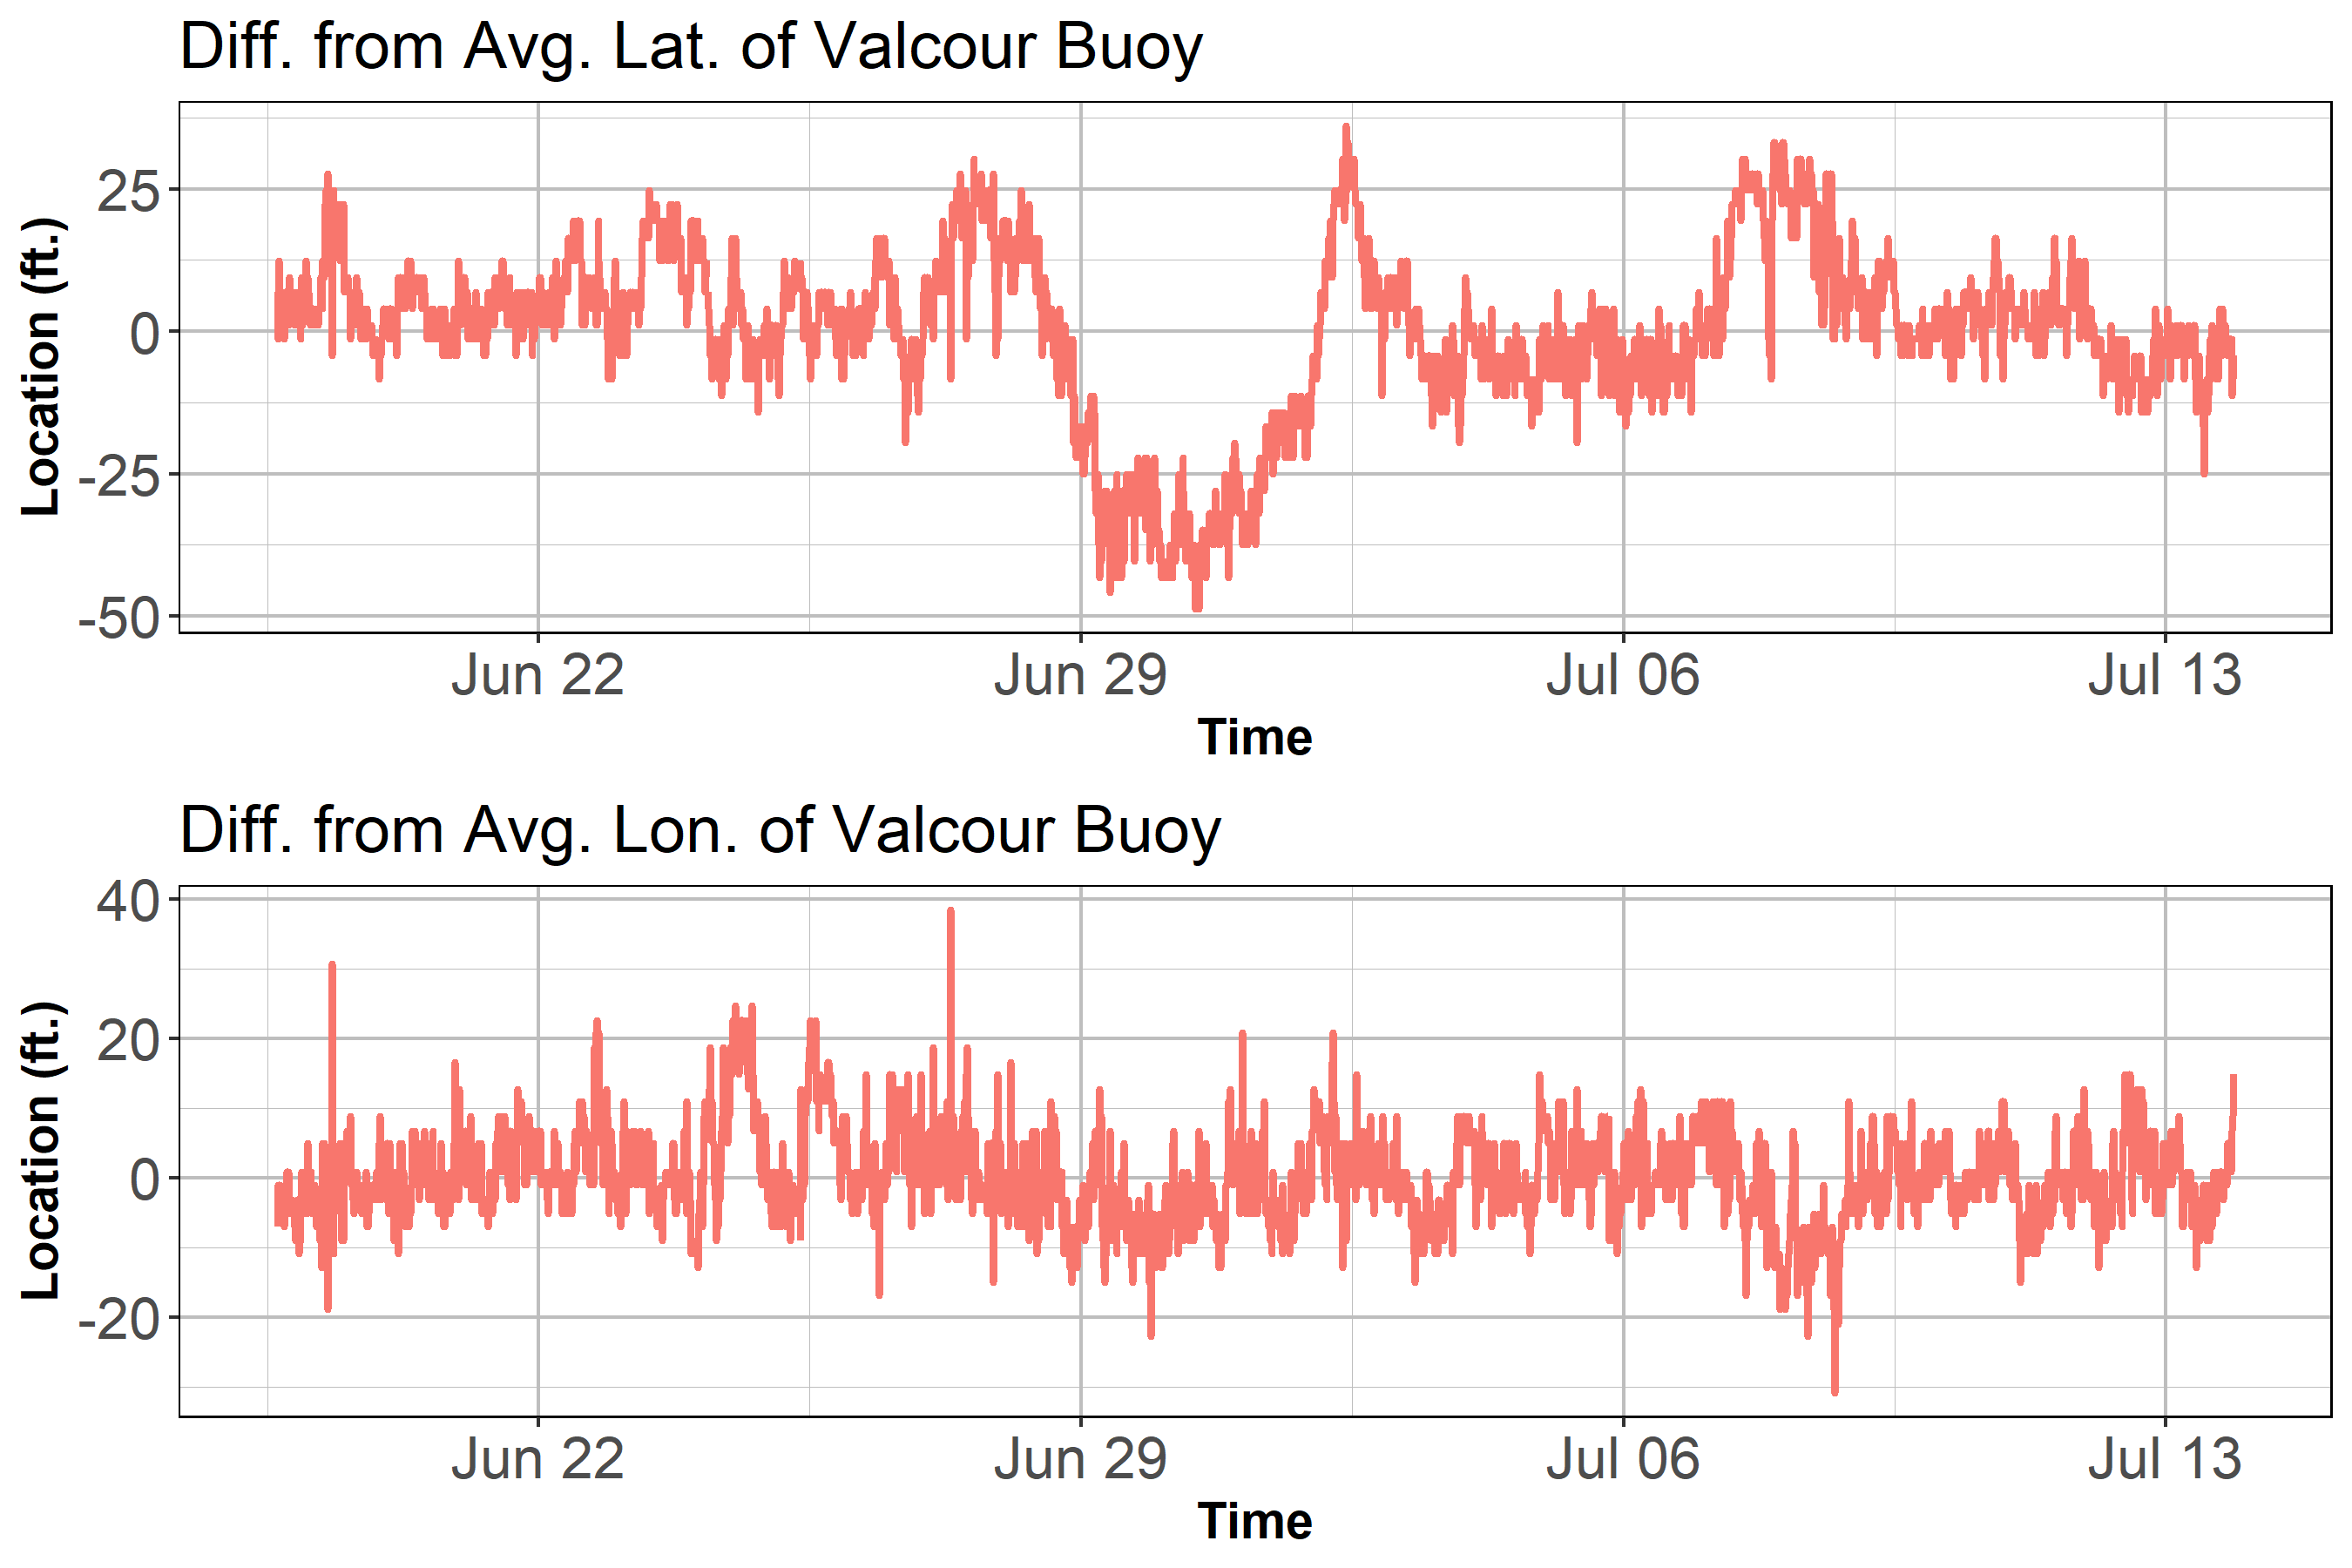 Diff. from Avg. Lat. of Valcour Buoy
Location (ft.)
25
0
-25
-50
Jun 22 Jun 29 Jul 06 Jul 13
Time
Diff. from Avg. Lon. of Valcour Buoy
Location (ft.)
40
20
0
-20
Jun 22 Jun 29 Jul 06 Jul 13
Time